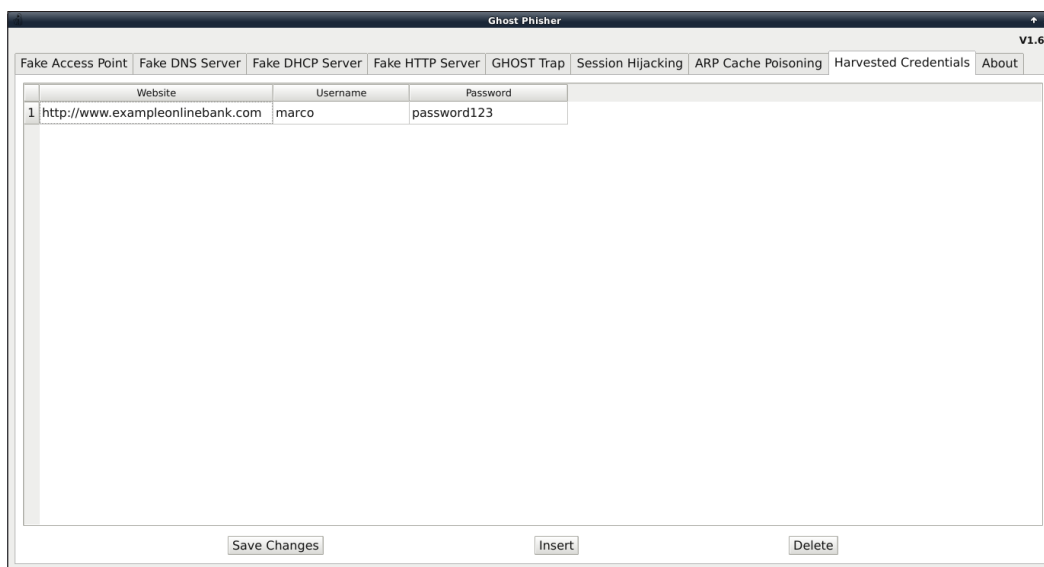 Ghost Phisher
V1.6
Fake Access Point Fake DNS Server Fake DHCP Server Fake HTTP Server GHOST Trap Session Hijacking ARP Cache Poisoning Harvested Credentials About
Website Username Password
1 http://www.exampleonlinebank.com marco password123
Save Changes Insert Delete